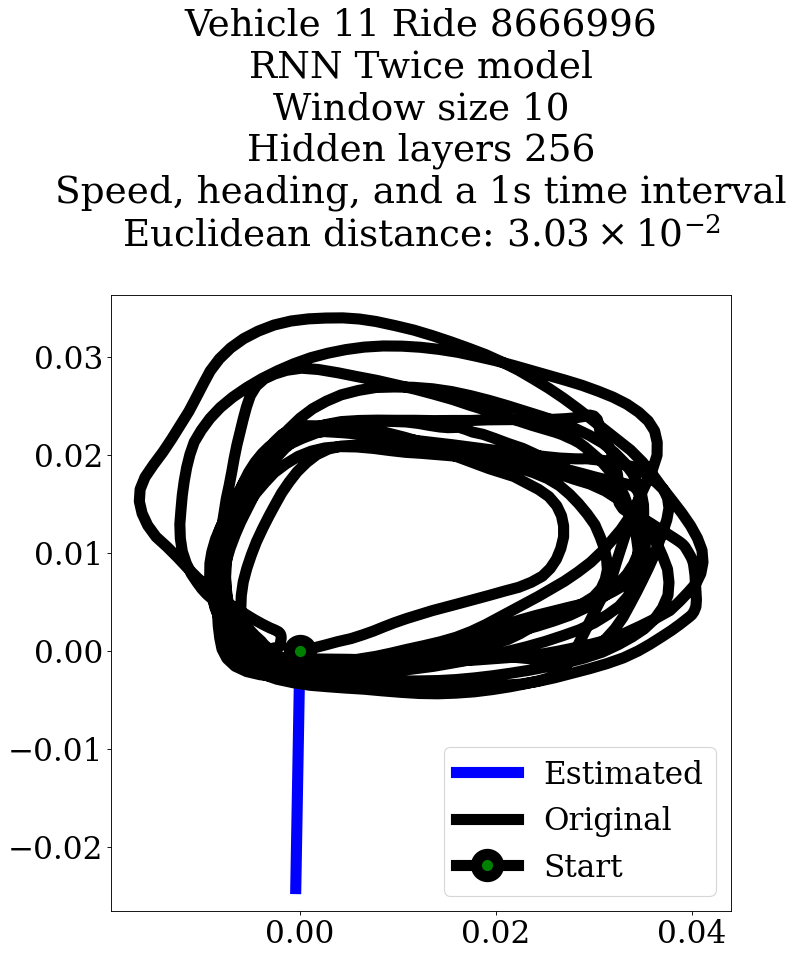 Vehicle 11 Ride 8666996
RNN Twice model
Window size 10
Hidden layers 256
Speed, heading, and a 1s time interval
Euclidean distance: 3.03 × 10⁻²
0.03
0.02
0.01
0.00
−0.01
−0.02
Estimated
Original
Start
0.00 0.02 0.04